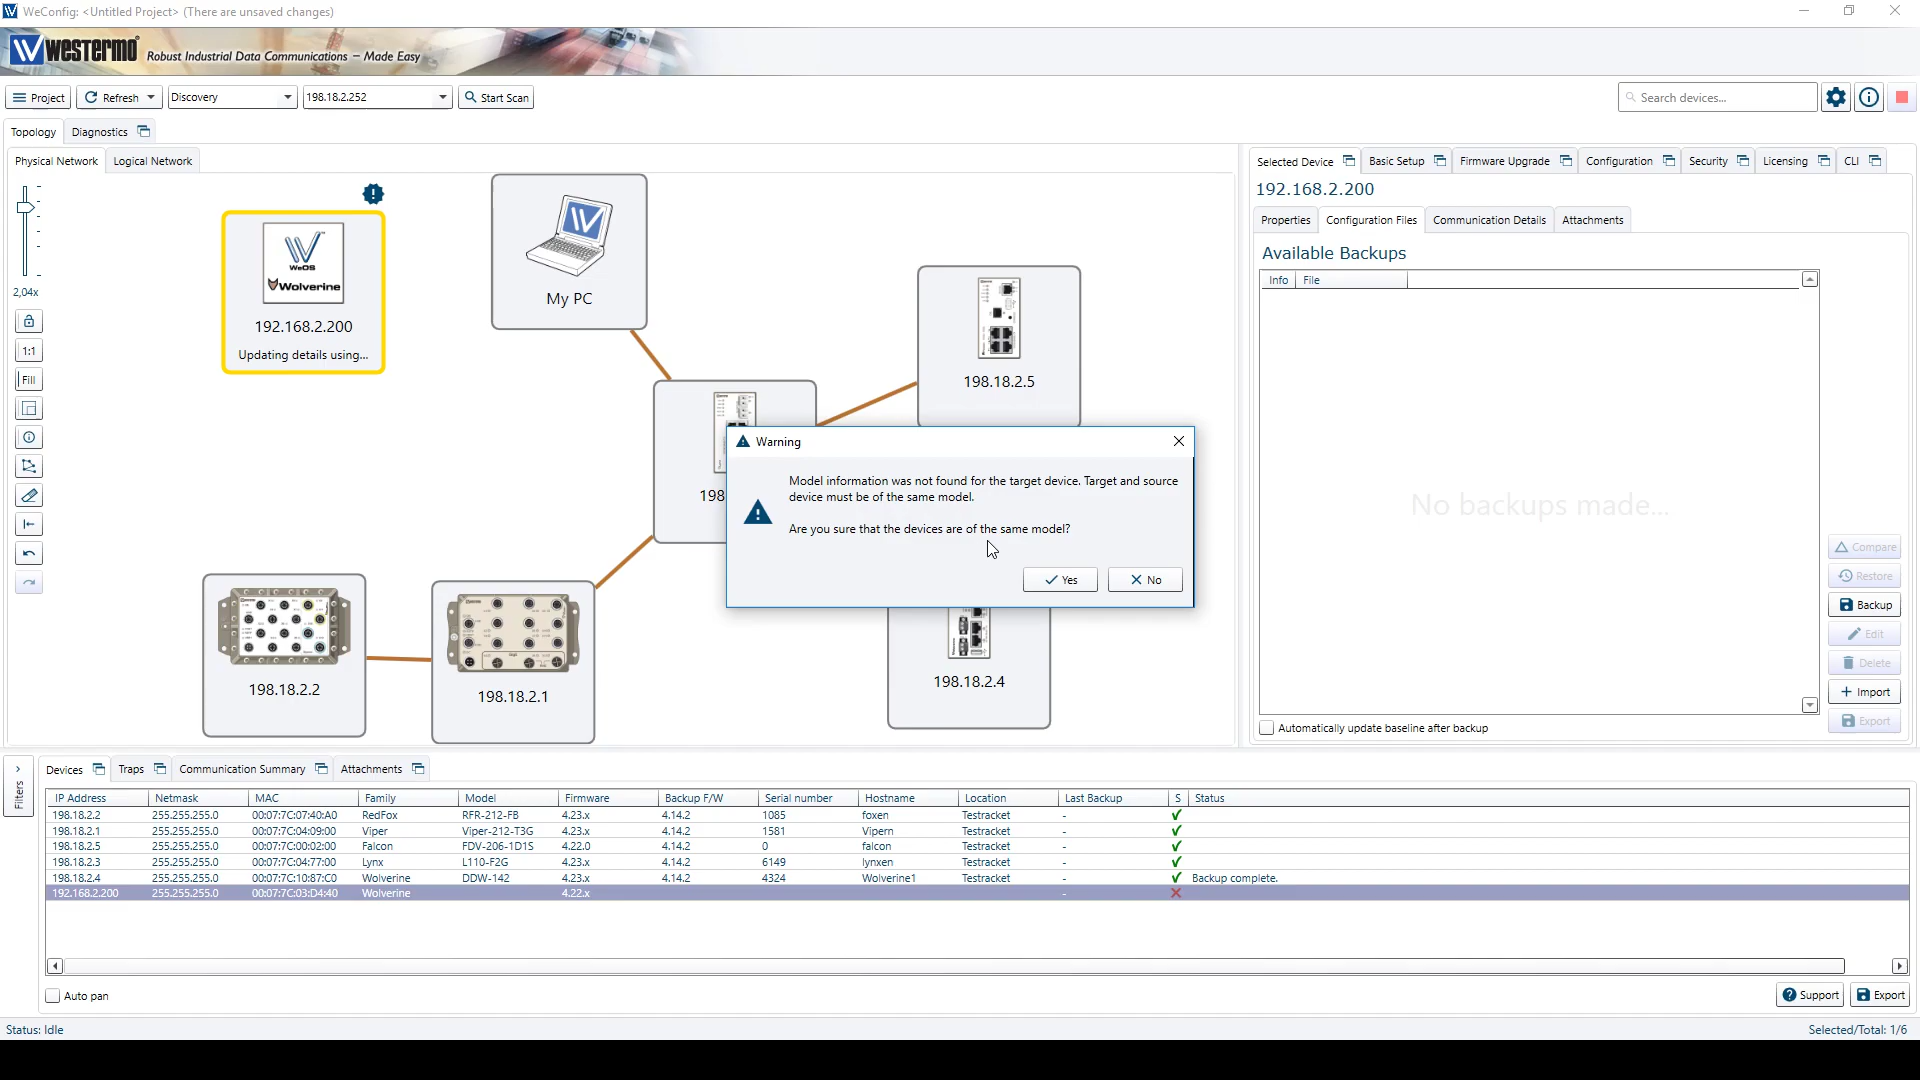 WeConfig: <Untitled Project> (There are unsaved changes)
Westermo Robust Industrial Data Communications – Made Easy
Project Refresh Discovery 198.18.2.252 Start Scan Search devices...
Topology Diagnostics
Physical Network Logical Network
2,04x
1:1
Fill
WeOS
Wolverine
192.168.2.200
Updating details using...
My PC
198.18.2.5
198
198.18.2.2
198.18.2.1
198.18.2.4
Warning
Model information was not found for the target device. Target and source
device must be of the same model.
Are you sure that the devices are of the same model?
Yes No
Selected Device Basic Setup Firmware Upgrade Configuration Security Licensing CLI
192.168.2.200
Properties Configuration Files Communication Details Attachments
Available Backups
Info File
No backups made...
Compare
Restore
Backup
Edit
Delete
Import
Export
Automatically update baseline after backup
Filters
Devices Traps Communication Summary Attachments
IP Address Netmask MAC Family Model Firmware Backup F/W Serial number Hostname Location Last Backup S Status
198.18.2.2 255.255.255.0 00:07:7C:07:40:A0 RedFox RFR-212-FB 4.23.x 4.14.2 1085 foxen Testracket -
198.18.2.1 255.255.255.0 00:07:7C:04:09:00 Viper Viper-212-T3G 4.23.x 4.14.2 1581 Vipern Testracket -
198.18.2.5 255.255.255.0 00:07:7C:00:02:00 Falcon FDV-206-1D1S 4.22.0 4.14.2 0 falcon Testracket -
198.18.2.3 255.255.255.0 00:07:7C:04:77:00 Lynx L110-F2G 4.23.x 4.14.2 6149 lynxen Testracket -
198.18.2.4 255.255.255.0 00:07:7C:10:87:C0 Wolverine DDW-142 4.23.x 4.14.2 4324 Wolverine1 Testracket - Backup complete.
192.168.2.200 255.255.255.0 00:07:7C:03:D4:40 Wolverine 4.22.x -
Auto pan
Support Export
Status: Idle Selected/Total: 1/6